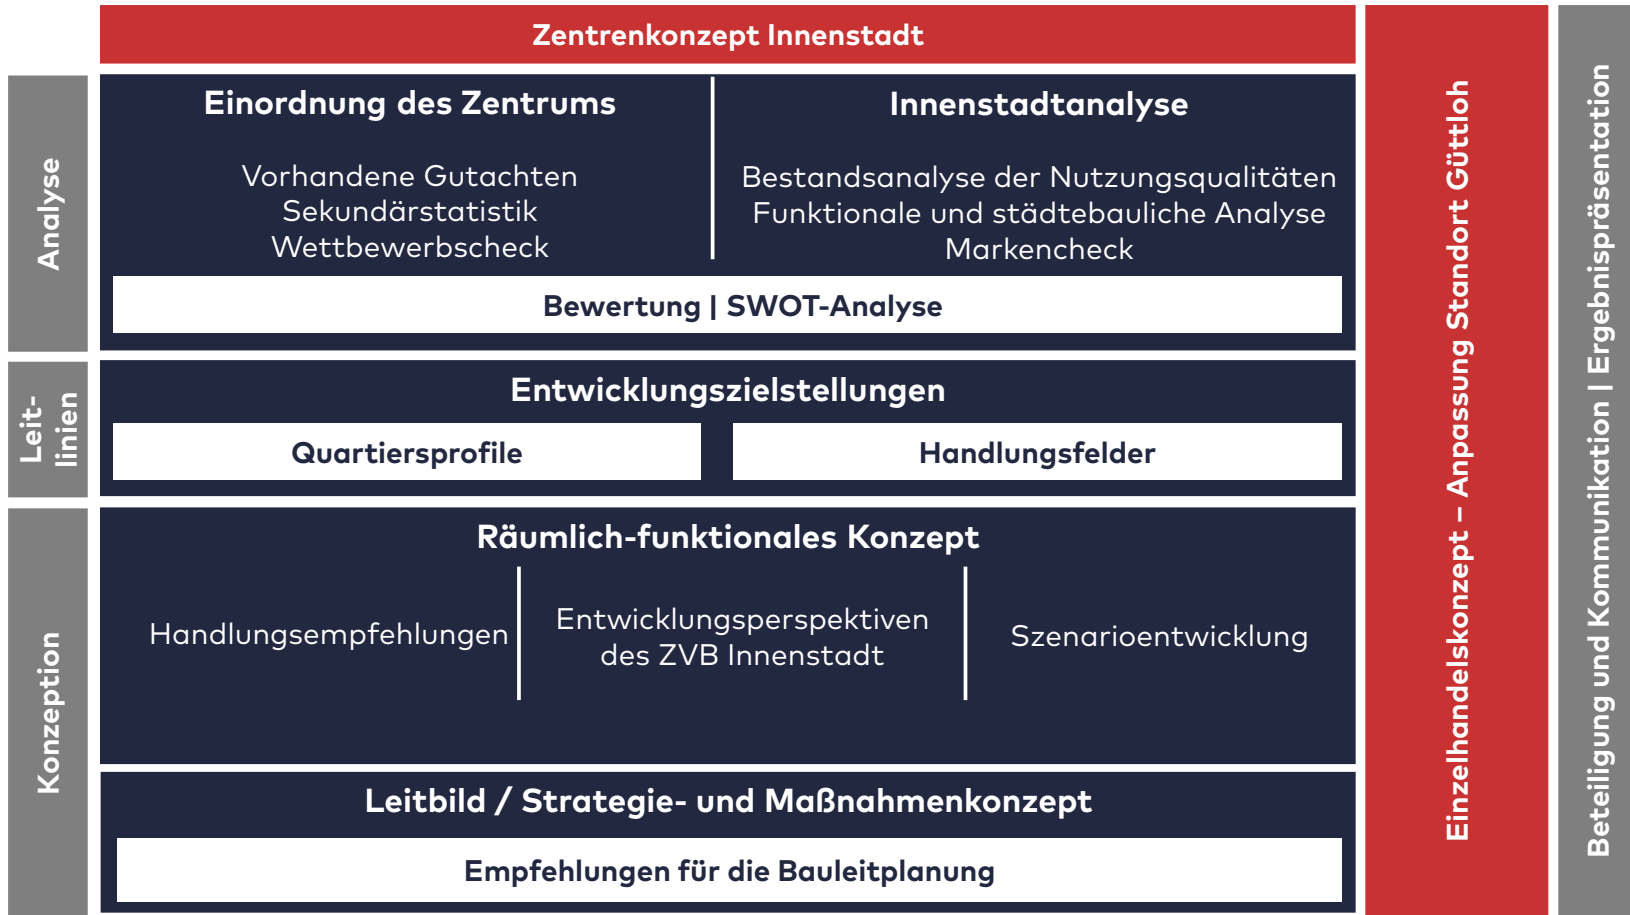 Zentrenkonzept Innenstadt
Analyse
Einordnung des Zentrums
Vorhandene Gutachten
Sekundärstatistik
Wettbewerbscheck
Innenstadtanalyse
Bestandsanalyse der Nutzungsqualitäten
Funktionale und städtebauliche Analyse
Markencheck
Bewertung | SWOT-Analyse
Leit-
linien
Entwicklungszielstellungen
Quartiersprofile
Handlungsfelder
Konzeption
Räumlich-funktionales Konzept
Handlungsempfehlungen
Entwicklungsperspektiven
des ZVB Innenstadt
Szenarioentwicklung
Leitbild / Strategie- und Maßnahmenkonzept
Empfehlungen für die Bauleitplanung
Einzelhandelskonzept – Anpassung Standort Güttloh
Beteiligung und Kommunikation | Ergebnispräsentation